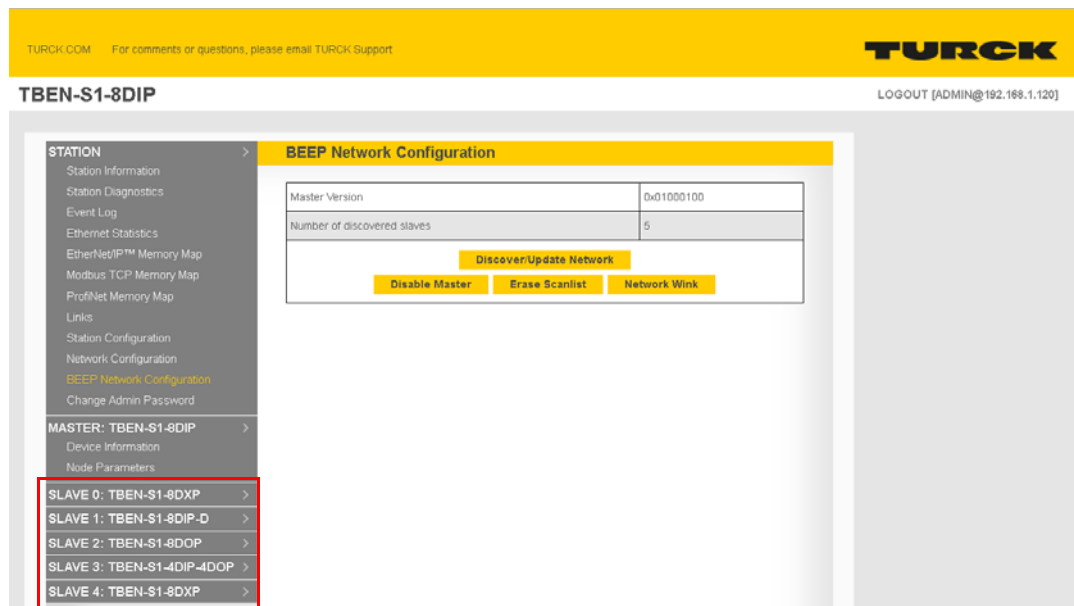 TURCK.COM For comments or questions, please email TURCK Support
TURCK
TBEN-S1-8DIP
LOGOUT [ADMIN@192.168.1.120]
STATION >
Station Information
Station Diagnostics
Event Log
Ethernet Statistics
EtherNet/IP™ Memory Map
Modbus TCP Memory Map
ProfiNet Memory Map
Links
Station Configuration
Network Configuration
BEEP Network Configuration
Change Admin Password
MASTER: TBEN-S1-8DIP >
Device Information
Node Parameters
SLAVE 0: TBEN-S1-8DXP >
SLAVE 1: TBEN-S1-8DIP-D >
SLAVE 2: TBEN-S1-8DOP >
SLAVE 3: TBEN-S1-4DIP-4DOP >
SLAVE 4: TBEN-S1-8DXP >
BEEP Network Configuration
Master Version 0x01000100
Number of discovered slaves 5
Discover/Update Network
Disable Master Erase Scanlist Network Wink